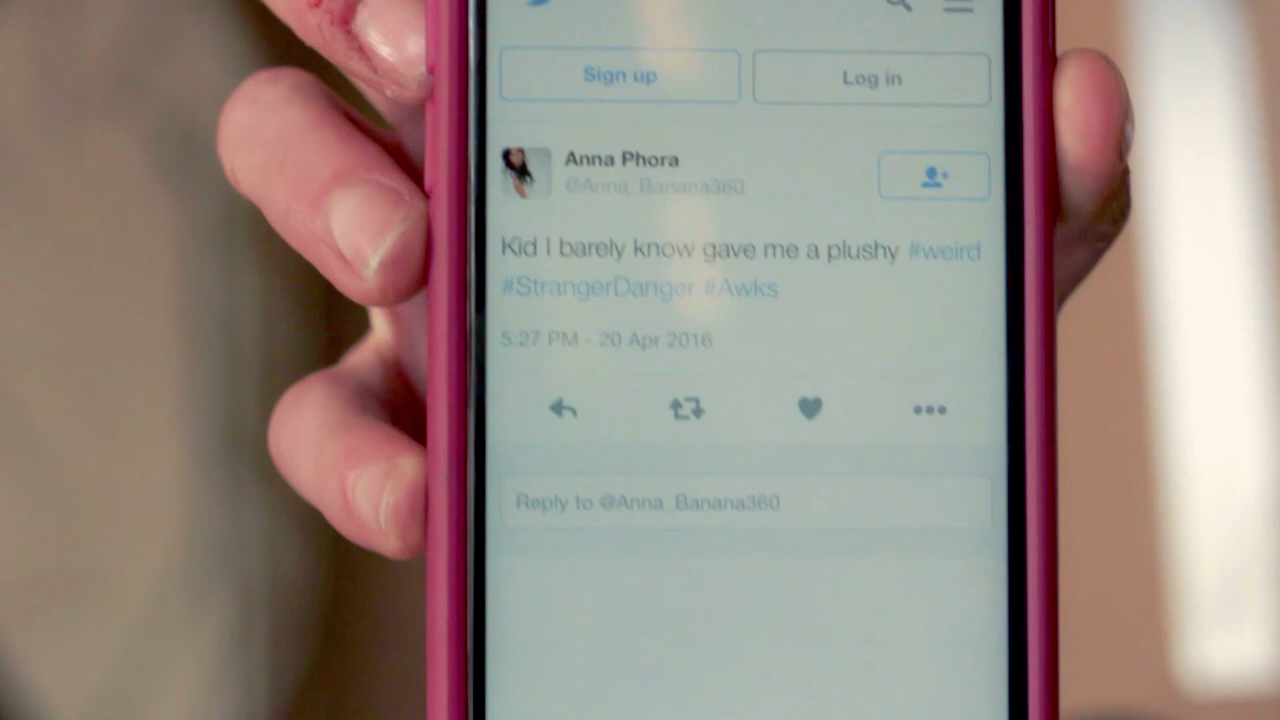 Sign up
Log in
Anna Phora
@Anna_Banana360
Kid I barely know gave me a plushy #weird
#StrangerDanger #Awks
5:27 PM - 20 Apr 2016
Reply to @Anna_Banana360